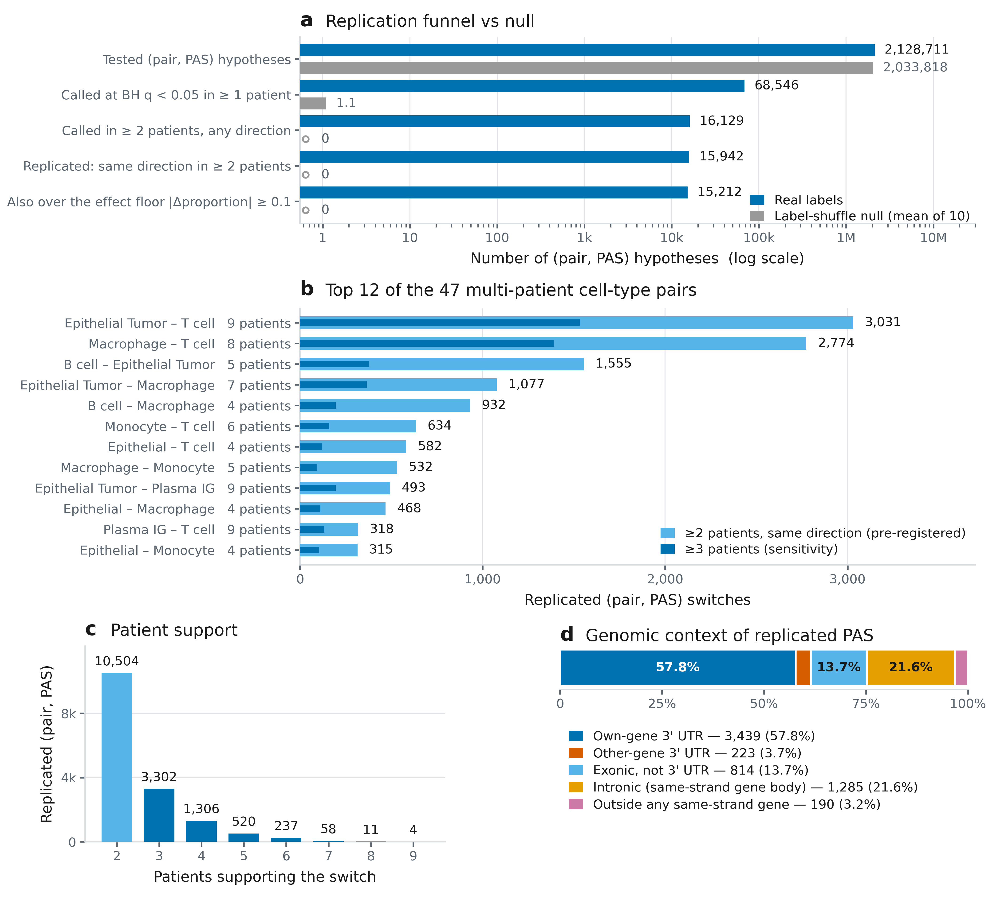 a Replication funnel vs null
Tested (pair, PAS) hypotheses
2,128,711
2,033,818
Called at BH q < 0.05 in ≥ 1 patient
68,546
1.1
Called in ≥ 2 patients, any direction
16,129
0
Replicated: same direction in ≥ 2 patients
15,942
0
Also over the effect floor |Δproportion| ≥ 0.1
15,212
0
Real labels
Label-shuffle null (mean of 10)
1 10 100 1k 10k 100k 1M 10M
Number of (pair, PAS) hypotheses (log scale)
b Top 12 of the 47 multi-patient cell-type pairs
Epithelial Tumor – T cell 9 patients 3,031
Macrophage – T cell 8 patients 2,774
B cell – Epithelial Tumor 5 patients 1,555
Epithelial Tumor – Macrophage 7 patients 1,077
B cell – Macrophage 4 patients 932
Monocyte – T cell 6 patients 634
Epithelial – T cell 4 patients 582
Macrophage – Monocyte 5 patients 532
Epithelial Tumor – Plasma IG 9 patients 493
Epithelial – Macrophage 4 patients 468
Plasma IG – T cell 9 patients 318
Epithelial – Monocyte 4 patients 315
≥2 patients, same direction (pre-registered)
≥3 patients (sensitivity)
0 1,000 2,000 3,000
Replicated (pair, PAS) switches
c Patient support
Replicated (pair, PAS)
8k
4k
0
10,504
3,302
1,306
520
237
58
11
4
2 3 4 5 6 7 8 9
Patients supporting the switch
d Genomic context of replicated PAS
57.8% 13.7% 21.6%
0 25% 50% 75% 100%
Own-gene 3' UTR — 3,439 (57.8%)
Other-gene 3' UTR — 223 (3.7%)
Exonic, not 3' UTR — 814 (13.7%)
Intronic (same-strand gene body) — 1,285 (21.6%)
Outside any same-strand gene — 190 (3.2%)